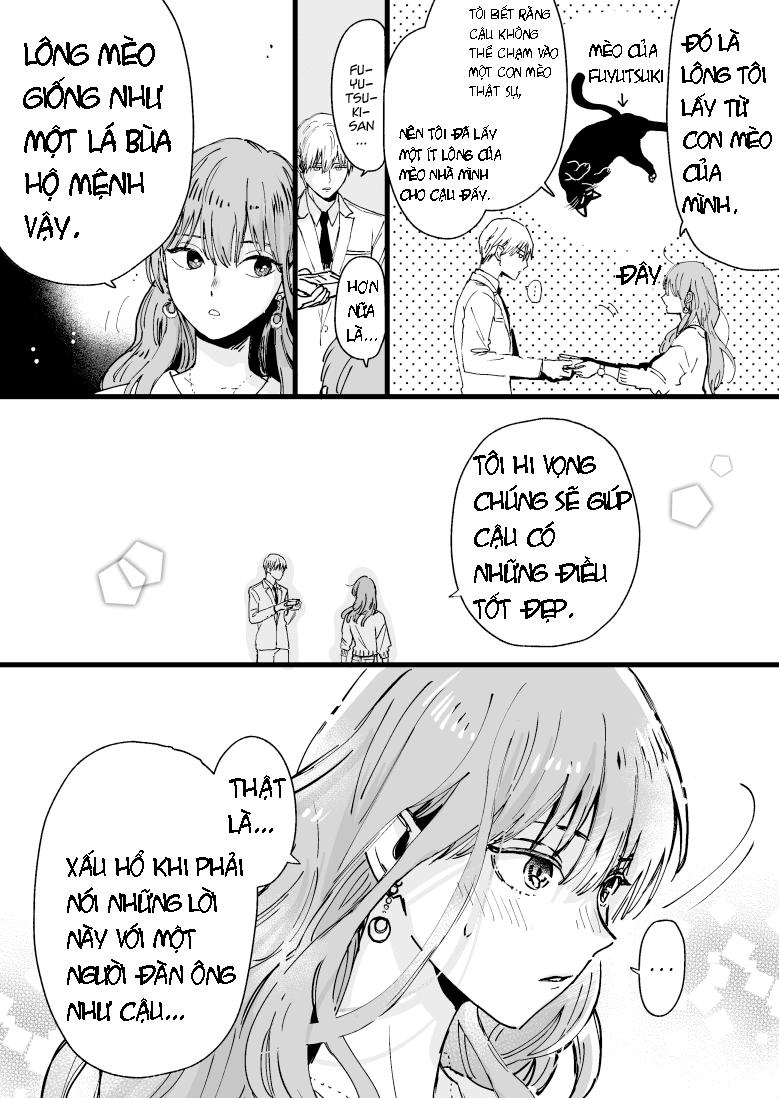 ĐÓ LÀ
LÔNG TÔI
LẤY TỪ
CON MÈO
CỦA
MÌNH.
MÈO CỦA
FUYUTSUKI
TÔI BIẾT RẰNG
CẬU KHÔNG
THỂ CHẠM VÀO
MỘT CON MÈO
THẬT SỰ,
NÊN TÔI ĐÃ LẤY
MỘT ÍT LÔNG CỦA
MÈO NHÀ MÌNH
CHO CẬU ĐẤY.
ĐÂY
...
FU-
YU-
TSU-
KI-
SAN
...
HƠN
NỮA
LÀ...
LÔNG MÈO
GIỐNG NHƯ
MỘT LÁ BÙA
HỘ MỆNH
VẬY.
TÔI HI VỌNG
CHÚNG SẼ GIÚP
CẬU CÓ
NHỮNG ĐIỀU
TỐT ĐẸP.
...
THẬT
LÀ...
XẤU HỔ KHI PHẢI
NÓI NHỮNG LỜI
NÀY VỚI MỘT
NGƯỜI ĐÀN ÔNG
NHƯ CẬU...